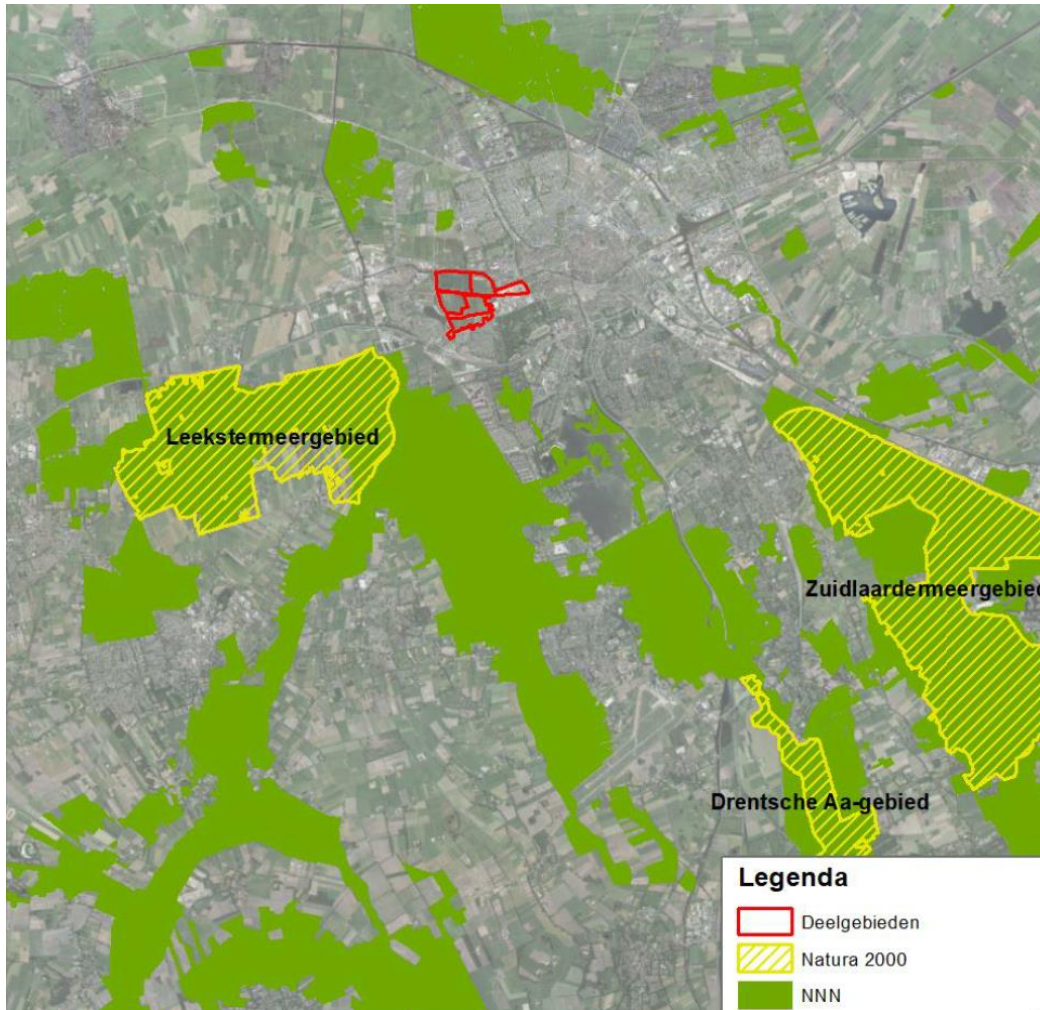 Leekstermeergebied
Zuidlaardermeergebied
Drentsche Aa-gebied
Legenda
Deelgebieden
Natura 2000
NNN